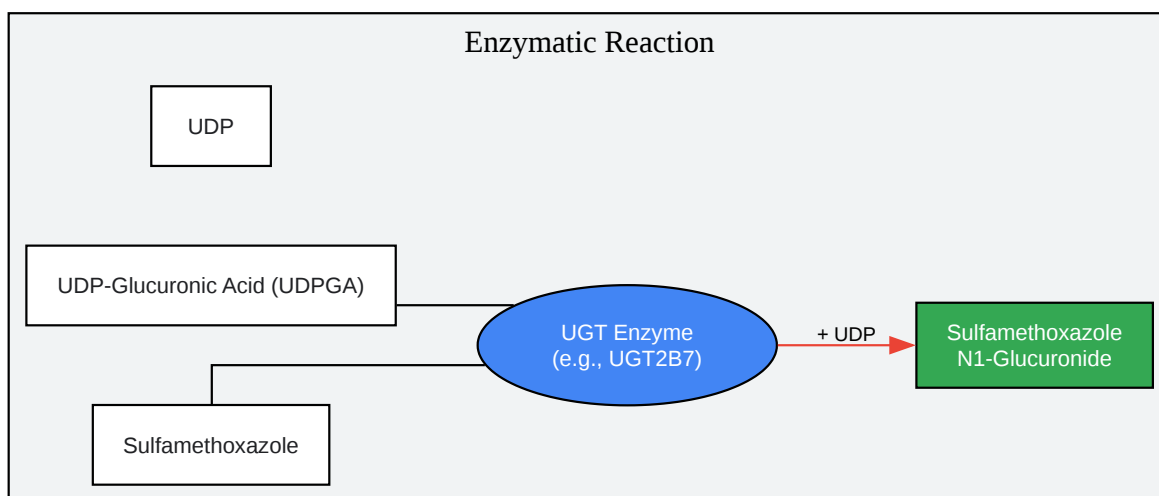 Enzymatic Reaction
UDP
UDP-Glucuronic Acid (UDPGA)
UGT Enzyme
(e.g., UGT2B7)
+ UDP
Sulfamethoxazole
N1-Glucuronide
Sulfamethoxazole